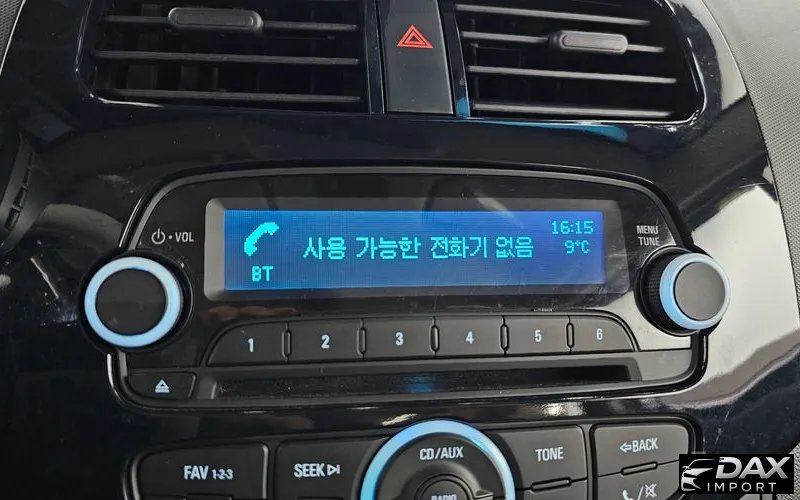 ⏻·VOL
BT
사용 가능한 전화기 없음
16:15
9°C
MENU
TUNE
1
2
3
4
5
6
FAV 1-2-3
SEEK
CD/AUX
RADIO
TONE
BACK
DAX
IMPORT